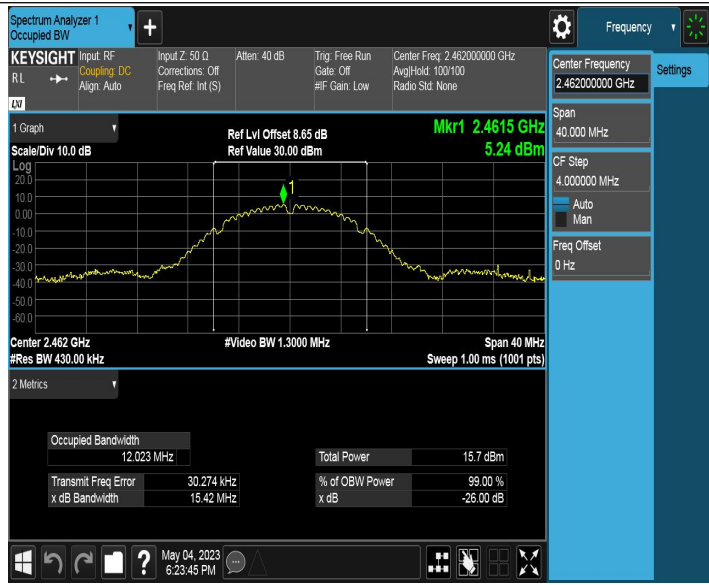 Spectrum Analyzer 1
Occupied BW
Frequency
KEYSIGHT
RL
LXI
Input: RF
Coupling: DC
Align: Auto
Input Z: 50 Ω
Corrections: Off
Freq Ref: Int (S)
Atten: 40 dB
Trig: Free Run
Gate: Off
#IF Gain: Low
Center Freq: 2.462000000 GHz
Avg|Hold: 100/100
Radio Std: None
Center Frequency
2.462000000 GHz
Settings
Span
40.000 MHz
CF Step
4.000000 MHz
Auto
Man
Freq Offset
0 Hz
1 Graph
Scale/Div 10.0 dB
Ref Lvl Offset 8.65 dB
Ref Value 30.00 dBm
Mkr1 2.4615 GHz
5.24 dBm
Log
20.0
10.0
0.00
-10.0
-20.0
-30.0
-40.0
-50.0
-60.0
1
Center 2.462 GHz
#Res BW 430.00 kHz
#Video BW 1.3000 MHz
Span 40 MHz
Sweep 1.00 ms (1001 pts)
2 Metrics
Occupied Bandwidth
12.023 MHz
Total Power 15.7 dBm
Transmit Freq Error 30.274 kHz
% of OBW Power 99.00 %
x dB Bandwidth 15.42 MHz
x dB -26.00 dB
?
May 04, 2023
6:23:45 PM